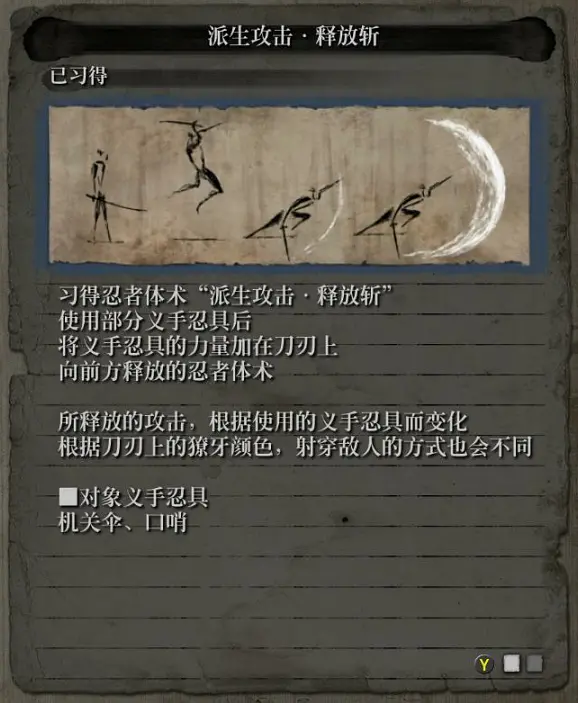 派生攻击·释放斩
已习得
习得忍者体术“派生攻击·释放斩”
使用部分义手忍具后
将义手忍具的力量加在刀刃上
向前方释放的忍者体术
所释放的攻击，根据使用的义手忍具而变化
根据刀刃上的獠牙颜色，射穿敌人的方式也会不同
■对象义手忍具
机关伞、口哨
Y